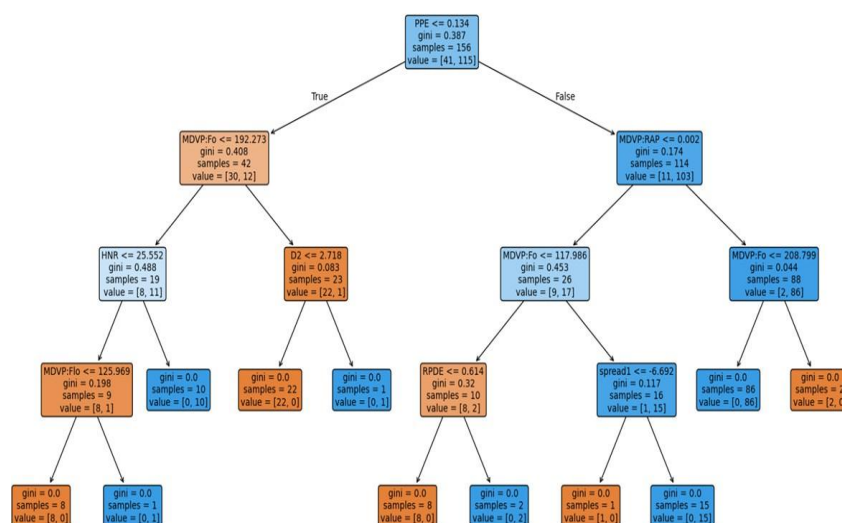 PPE <= 0.134
gini = 0.387
samples = 156
value = [41, 115]
True
False
MDVP:Fo <= 192.273
gini = 0.408
samples = 42
value = [30, 12]
MDVP:RAP <= 0.002
gini = 0.174
samples = 114
value = [11, 103]
HNR <= 25.552
gini = 0.488
samples = 19
value = [8, 11]
D2 <= 2.718
gini = 0.083
samples = 23
value = [22, 1]
MDVP:Fo <= 117.986
gini = 0.453
samples = 26
value = [9, 17]
MDVP:Fo <= 208.799
gini = 0.044
samples = 88
value = [2, 86]
MDVP:Flo <= 125.969
gini = 0.198
samples = 9
value = [8, 1]
gini = 0.0
samples = 10
value = [0, 10]
gini = 0.0
samples = 22
value = [22, 0]
gini = 0.0
samples = 1
value = [0, 1]
RPDE <= 0.614
gini = 0.32
samples = 10
value = [8, 2]
spread1 <= -6.692
gini = 0.117
samples = 16
value = [1, 15]
gini = 0.0
samples = 86
value = [0, 86]
gini = 0.0
samples = 2
value = [2, 0]
gini = 0.0
samples = 8
value = [8, 0]
gini = 0.0
samples = 1
value = [0, 1]
gini = 0.0
samples = 8
value = [8, 0]
gini = 0.0
samples = 2
value = [0, 2]
gini = 0.0
samples = 1
value = [1, 0]
gini = 0.0
samples = 15
value = [0, 15]